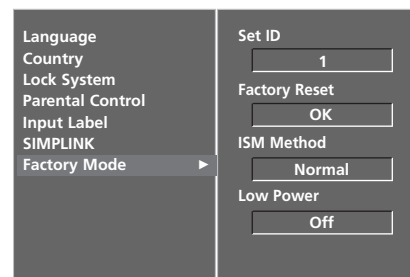 Language
Country
Lock System
Parental Control
Input Label
SIMPLINK
Factory Mode ►
Set ID
1
Factory Reset
OK
ISM Method
Normal
Low Power
Off